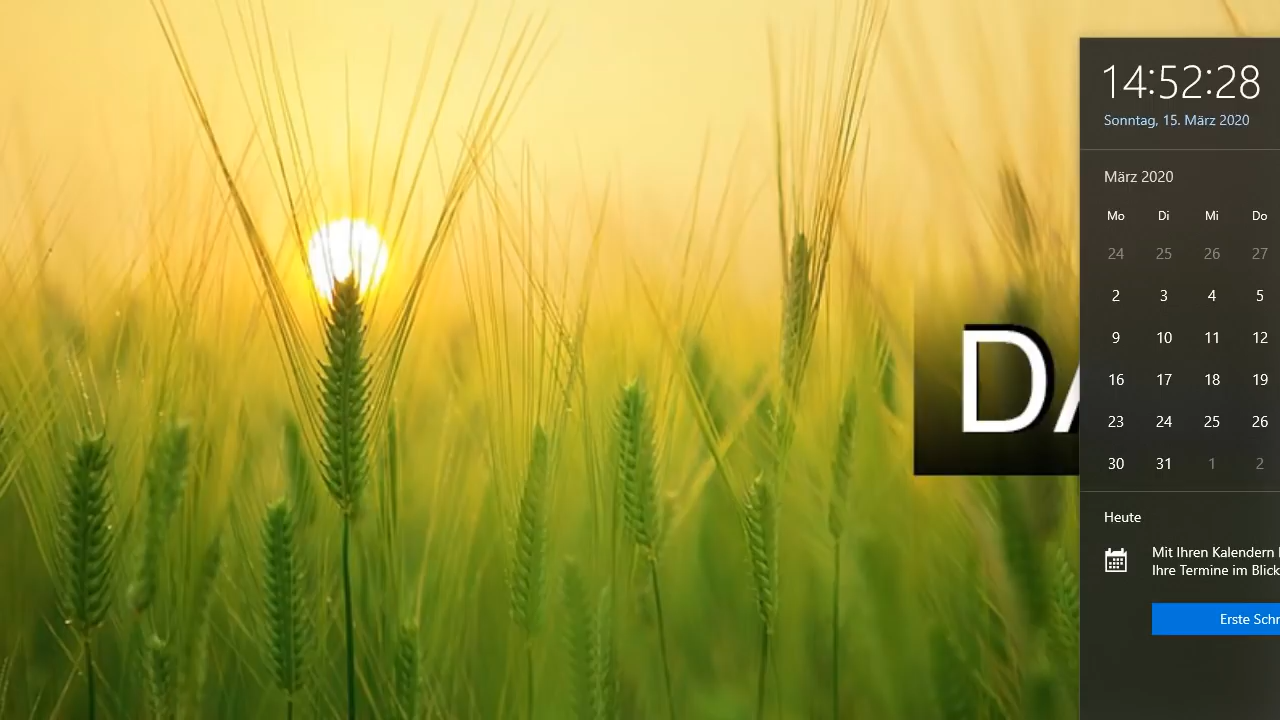 14:52:28
Sonntag, 15. März 2020
März 2020
Mo Di Mi Do
24 25 26 27
2 3 4 5
9 10 11 12
16 17 18 19
23 24 25 26
30 31 1 2
Heute
Mit Ihren Kalendern
Ihre Termine im Blick
Erste